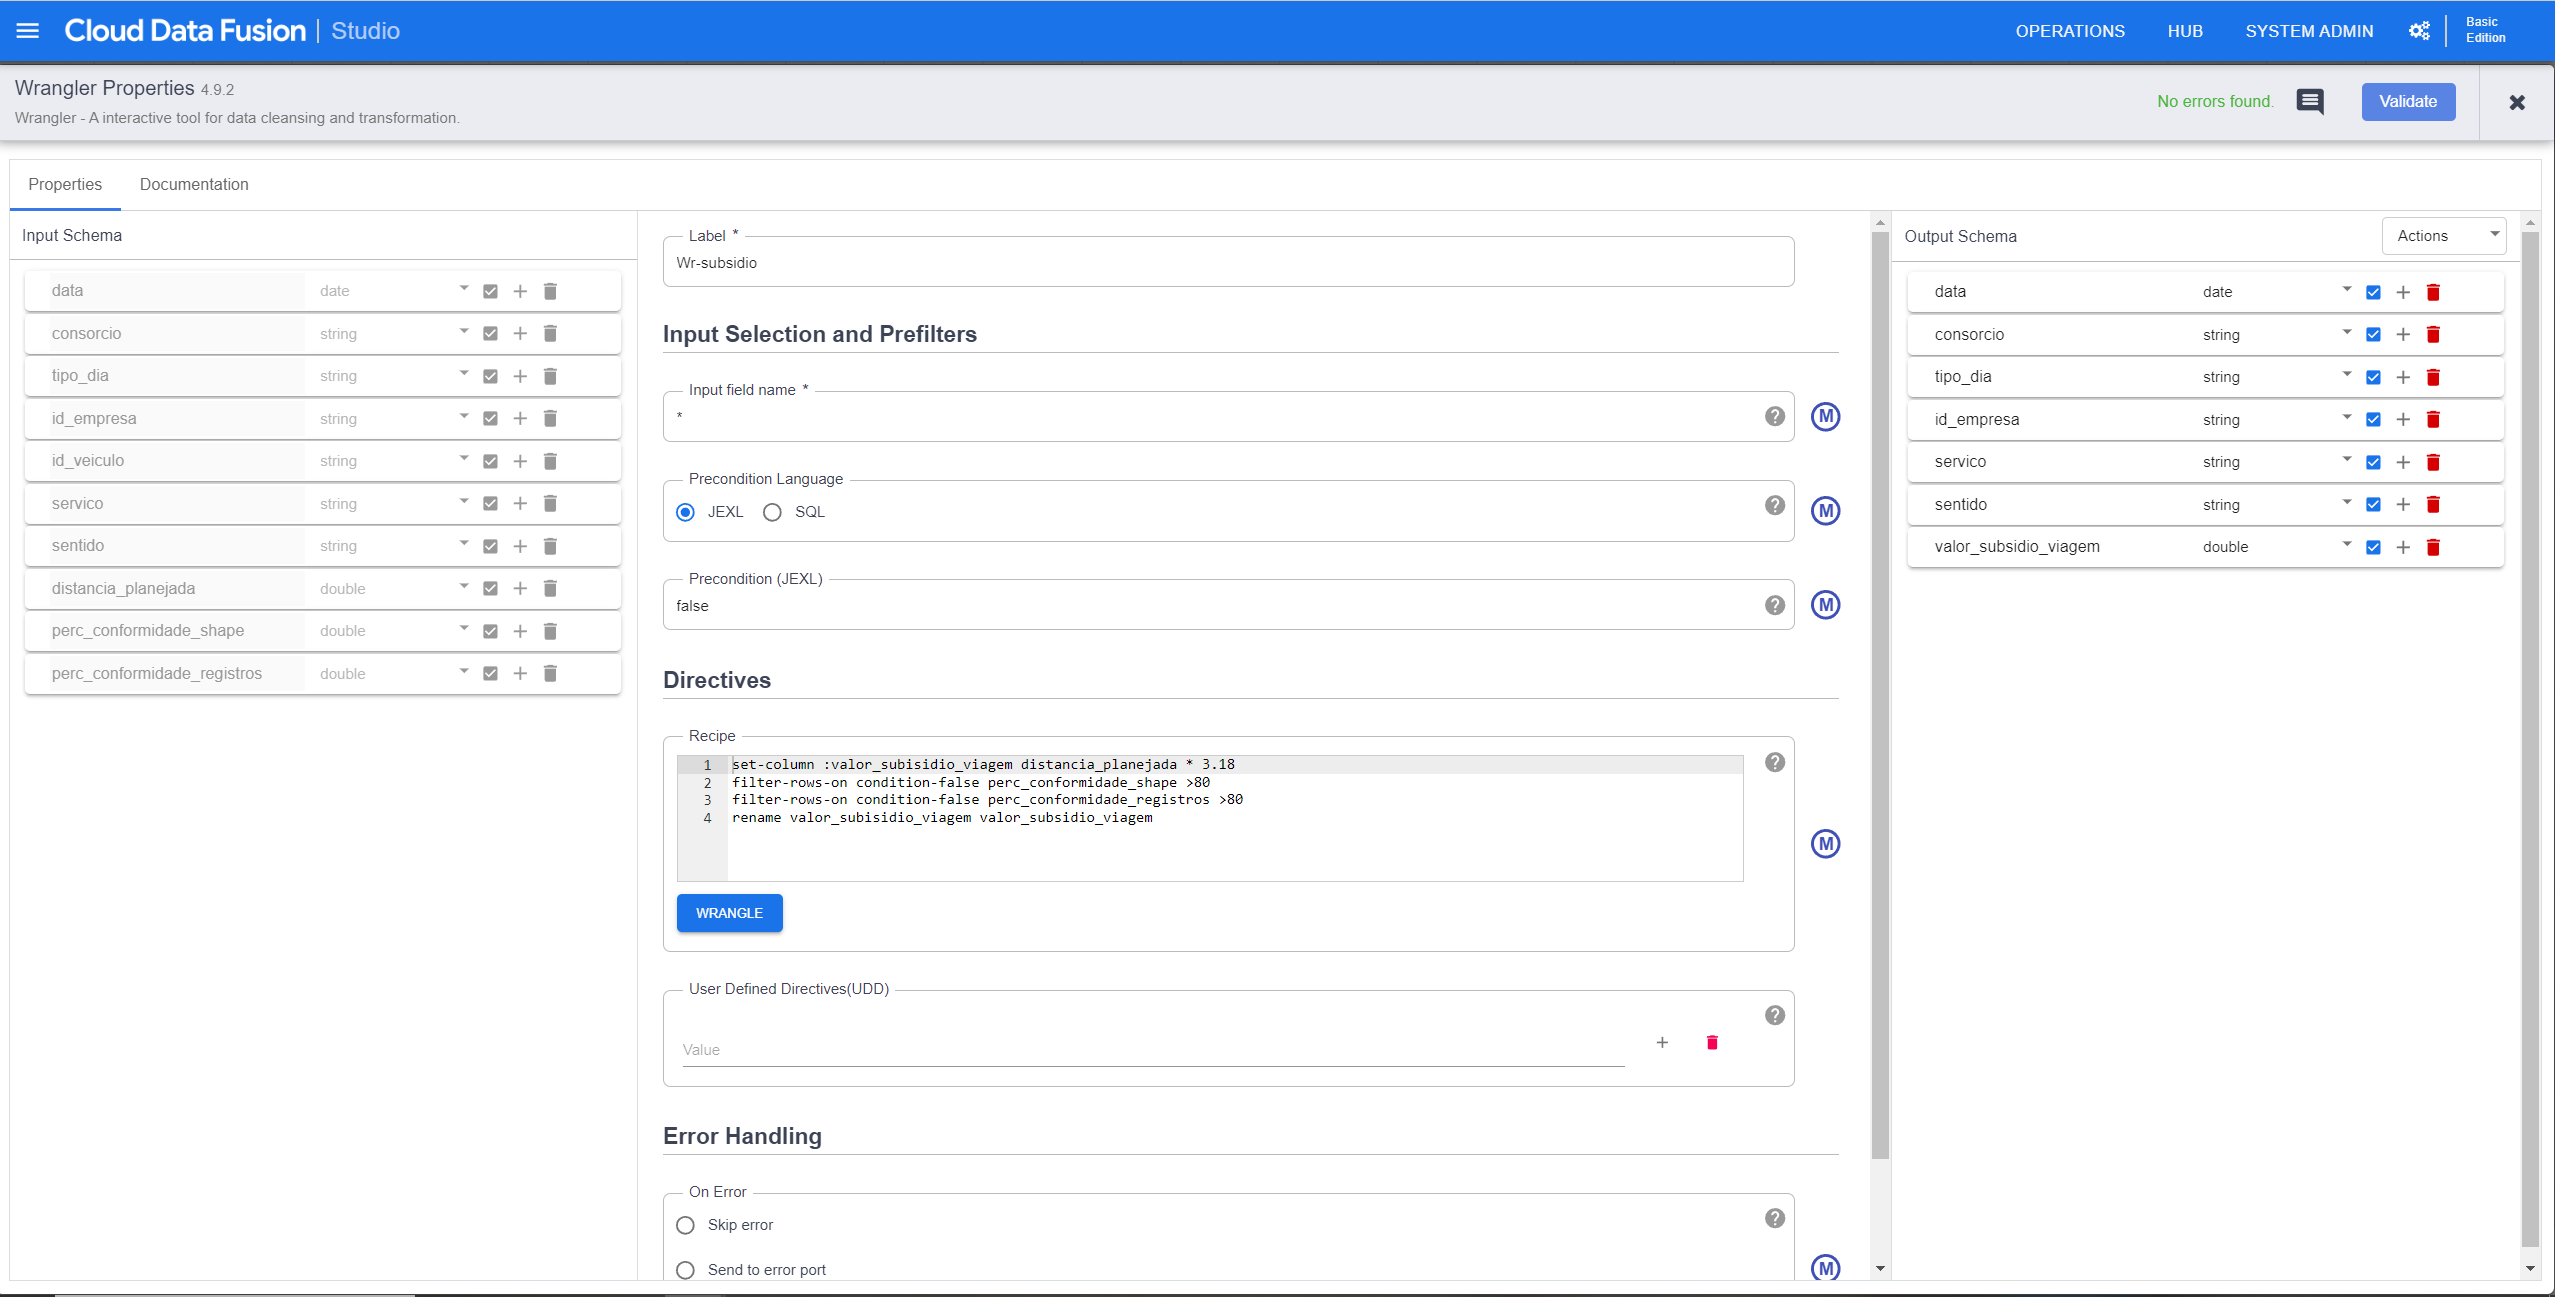 Cloud Data Fusion | Studio
OPERATIONS HUB SYSTEM ADMIN Basic Edition
Wrangler Properties 4.9.2
Wrangler - A interactive tool for data cleansing and transformation.
No errors found. Validate
Properties Documentation
Input Schema
data date
consorcio string
tipo_dia string
id_empresa string
id_veiculo string
servico string
sentido string
distancia_planejada double
perc_conformidade_shape double
perc_conformidade_registros double
Label *
Wr-subsidio
Input Selection and Prefilters
Input field name *
*
M
Precondition Language
JEXL SQL
M
Precondition (JEXL)
false
M
Directives
Recipe
1 set-column :valor_subisidio_viagem distancia_planejada * 3.18
2 filter-rows-on condition-false perc_conformidade_shape >80
3 filter-rows-on condition-false perc_conformidade_registros >80
4 rename valor_subisidio_viagem valor_subsidio_viagem
M
WRANGLE
User Defined Directives(UDD)
Value
Error Handling
On Error
Skip error
Send to error port
M
Output Schema Actions
data date
consorcio string
tipo_dia string
id_empresa string
servico string
sentido string
valor_subsidio_viagem double